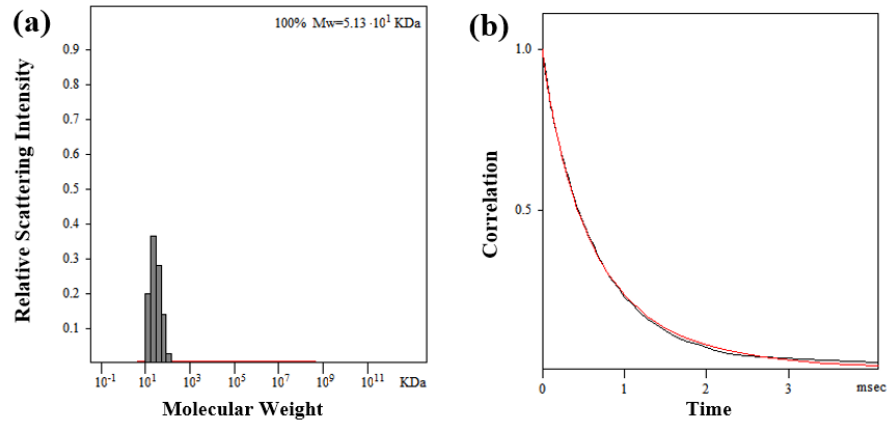 (a)
100% Mw=5.13 ·10¹ KDa
Relative Scattering Intensity
0.9
0.8
0.7
0.6
0.5
0.4
0.3
0.2
0.1
10⁻¹ 10¹ 10³ 10⁵ 10⁷ 10⁹ 10¹¹ KDa
Molecular Weight
(b)
Correlation
1.0
0.5
0 1 2 3 msec
Time